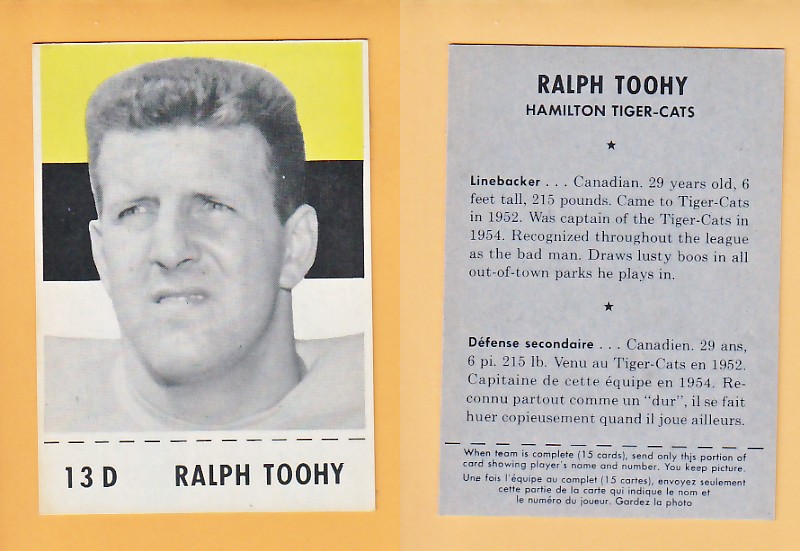 13 D RALPH TOOHY
RALPH TOOHY
HAMILTON TIGER-CATS
Linebacker . . . Canadian. 29 years old, 6
feet tall, 215 pounds. Came to Tiger-Cats
in 1952. Was captain of the Tiger-Cats in
1954. Recognized throughout the league
as the bad man. Draws lusty boos in all
out-of-town parks he plays in.
Défense secondaire . . . Canadien. 29 ans,
6 pi. 215 lb. Venu au Tiger-Cats en 1952.
Capitaine de cette équipe en 1954. Re-
connu partout comme un "dur", il se fait
huer copieusement quand il joue ailleurs.
When team is complete (15 cards), send only this portion of
card showing player's name and number. You keep picture.
Une fois l'équipe au complet (15 cartes), envoyez seulement
cette partie de la carte qui indique le nom et
le numéro du joueur. Gardez la photo